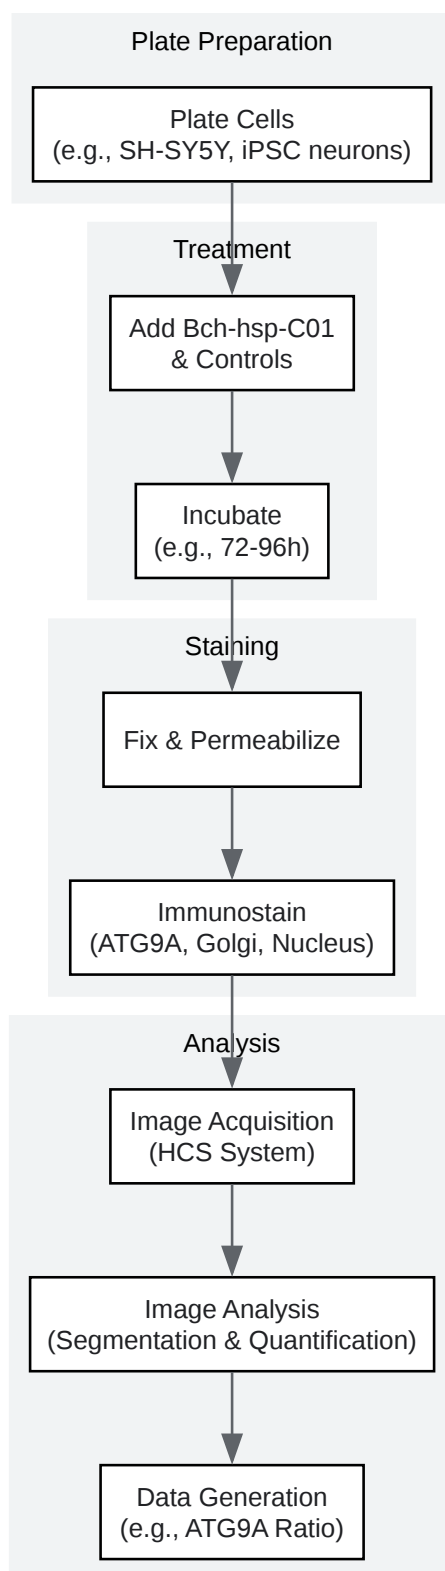 Plate Preparation
Plate Cells
(e.g., SH-SY5Y, iPSC neurons)
Treatment
Add Bch-hsp-C01
& Controls
Incubate
(e.g., 72-96h)
Staining
Fix & Permeabilize
Immunostain
(ATG9A, Golgi, Nucleus)
Analysis
Image Acquisition
(HCS System)
Image Analysis
(Segmentation & Quantification)
Data Generation
(e.g., ATG9A Ratio)